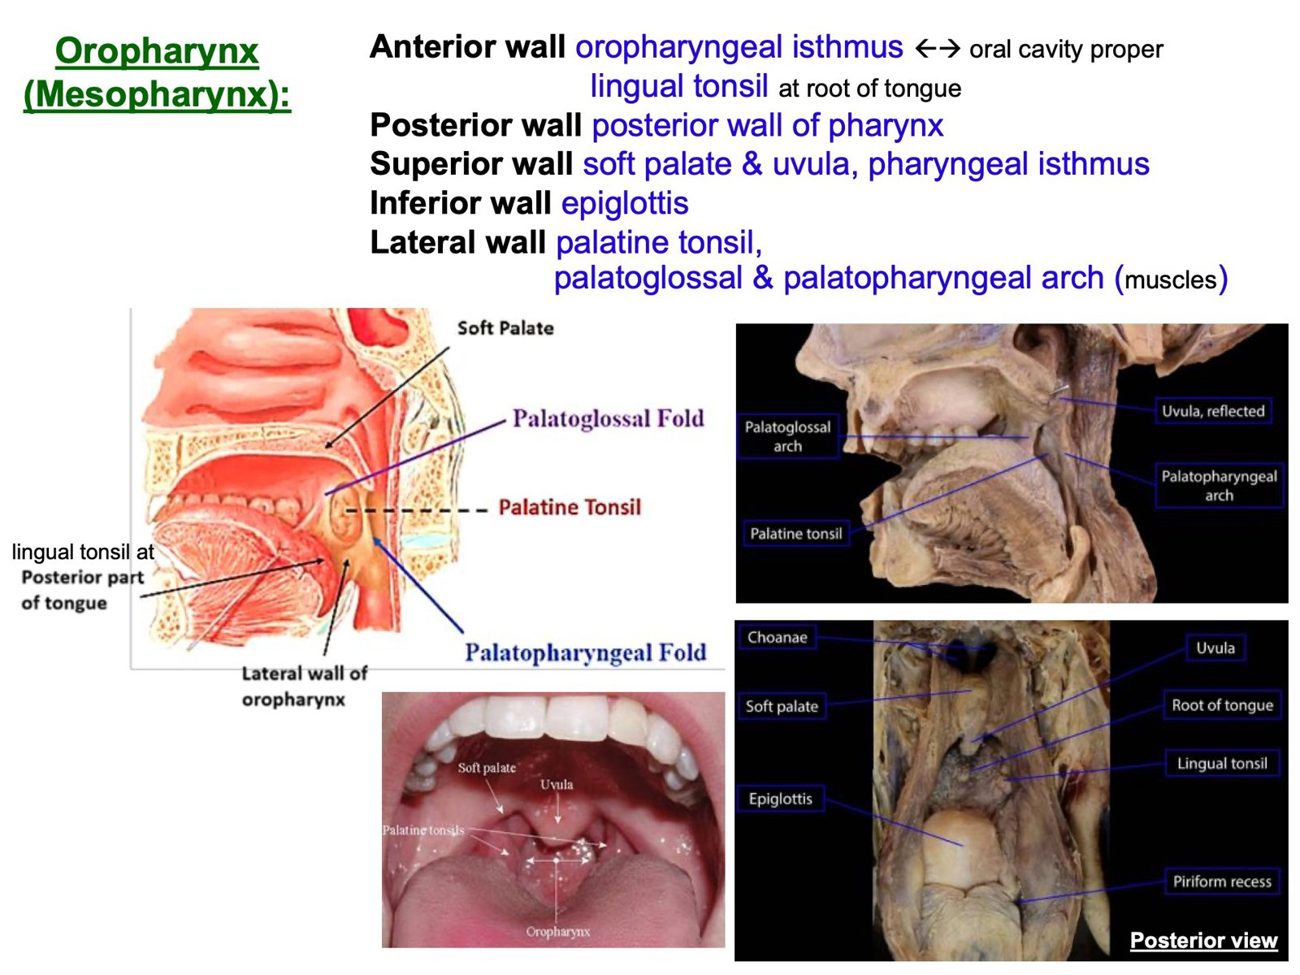 Oropharynx
(Mesopharynx):
Anterior wall oropharyngeal isthmus ←→ oral cavity proper
lingual tonsil at root of tongue
Posterior wall posterior wall of pharynx
Superior wall soft palate & uvula, pharyngeal isthmus
Inferior wall epiglottis
Lateral wall palatine tonsil,
palatoglossal & palatopharyngeal arch (muscles)
Soft Palate
Palatoglossal Fold
Palatine Tonsil
lingual tonsil at
Posterior part
of tongue
Palatopharyngeal Fold
Lateral wall of
oropharynx
Uvula, reflected
Palatoglossal
arch
Palatopharyngeal
arch
Palatine tonsil
Soft palate
Uvula
Palatine tonsils
Oropharynx
Choanae
Uvula
Soft palate
Root of tongue
Lingual tonsil
Epiglottis
Piriform recess
Posterior view